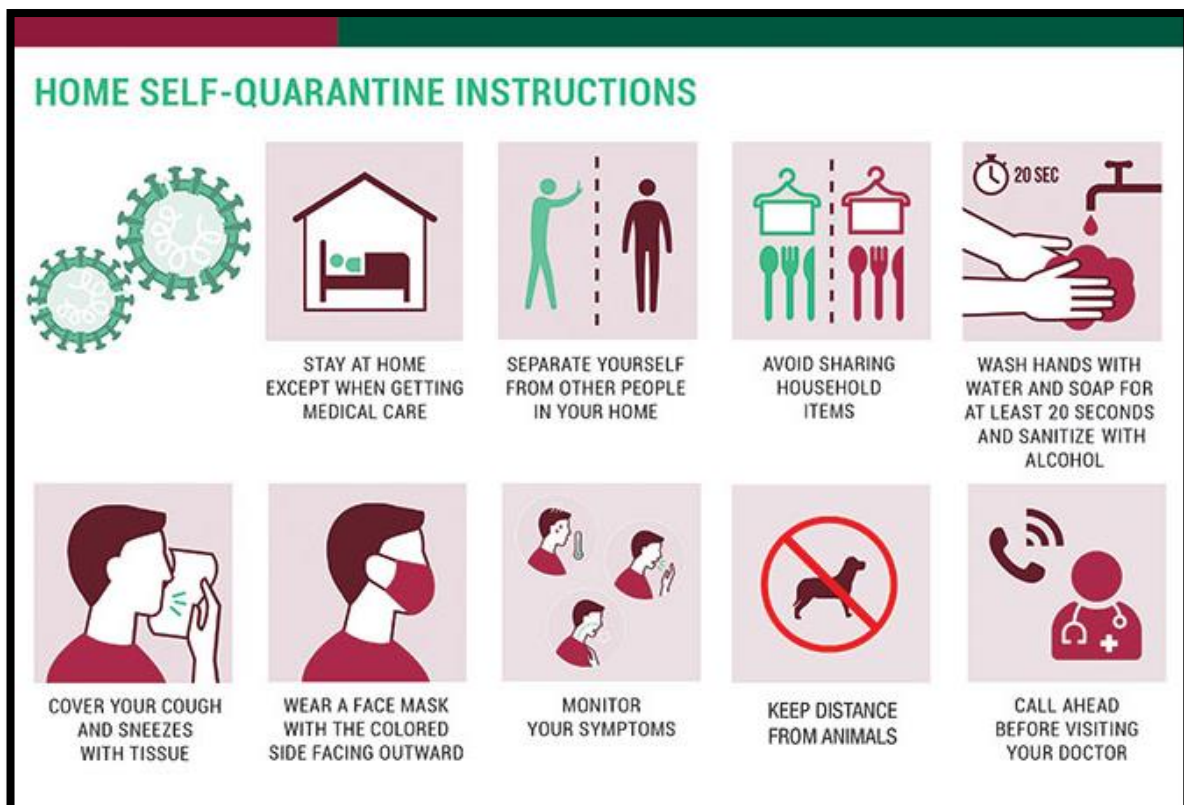 HOME SELF-QUARANTINE INSTRUCTIONS
STAY AT HOME
EXCEPT WHEN GETTING
MEDICAL CARE
SEPARATE YOURSELF
FROM OTHER PEOPLE
IN YOUR HOME
AVOID SHARING
HOUSEHOLD
ITEMS
20 SEC
WASH HANDS WITH
WATER AND SOAP FOR
AT LEAST 20 SECONDS
AND SANITIZE WITH
ALCOHOL
COVER YOUR COUGH
AND SNEEZES
WITH TISSUE
WEAR A FACE MASK
WITH THE COLORED
SIDE FACING OUTWARD
MONITOR
YOUR SYMPTOMS
KEEP DISTANCE
FROM ANIMALS
CALL AHEAD
BEFORE VISITING
YOUR DOCTOR